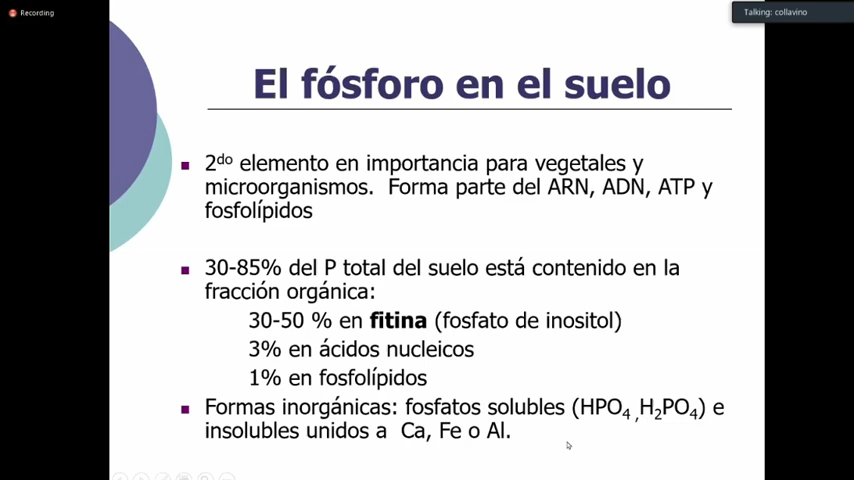 Recording
Talking: collavino
El fósforo en el suelo
2do elemento en importancia para vegetales y
microorganismos. Forma parte del ARN, ADN, ATP y
fosfolípidos
30-85% del P total del suelo está contenido en la
fracción orgánica:
30-50 % en fitina (fosfato de inositol)
3% en ácidos nucleicos
1% en fosfolípidos
Formas inorgánicas: fosfatos solubles (HPO4 ,H2PO4) e
insolubles unidos a Ca, Fe o Al.